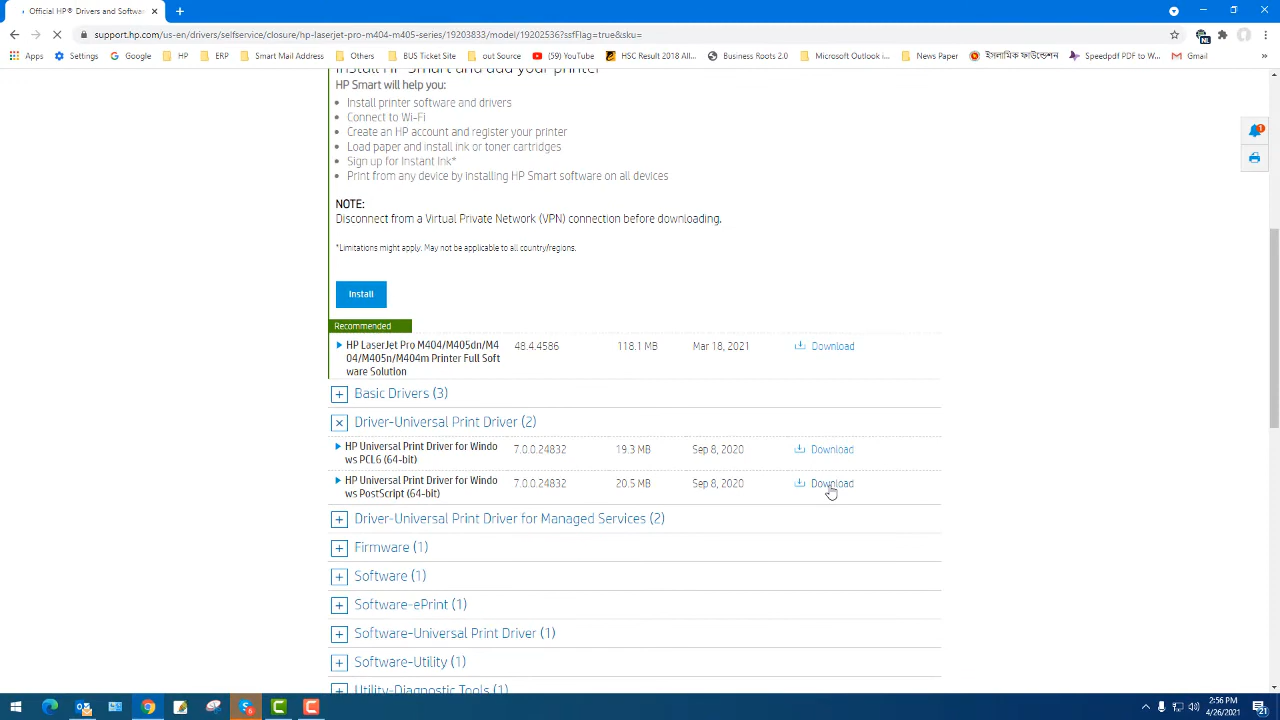 Official HP® Drivers and Softwar
support.hp.com/us-en/drivers/selfservice/closure/hp-laserjet-pro-m404-m405-series/19203833/model/19202536?ssfFlag=true&sku=
Apps Settings Google HP ERP Smart Mail Address Others BUS Ticket Site out Source (59) YouTube HSC Result 2018 All... Business Roots 2.0 Microsoft Outlook i... News Paper ইসলামিক ফাউন্ডেশন Speedpdf PDF to W... Gmail »
Install HP Smart and add your printer
HP Smart will help you:
Install printer software and drivers
Connect to Wi-Fi
Create an HP account and register your printer
Load paper and install ink or toner cartridges
Sign up for Instant Ink*
Print from any device by installing HP Smart software on all devices
NOTE:
Disconnect from a Virtual Private Network (VPN) connection before downloading.
*Limitations might apply. May not be applicable to all country/regions.
Install
Recommended
HP LaserJet Pro M404/M405dn/M4 48.4.4586 118.1 MB Mar 18, 2021 Download
04/M405n/M404m Printer Full Soft
ware Solution
Basic Drivers (3)
Driver-Universal Print Driver (2)
HP Universal Print Driver for Windo 7.0.0.24832 19.3 MB Sep 8, 2020 Download
ws PCL6 (64-bit)
HP Universal Print Driver for Windo 7.0.0.24832 20.5 MB Sep 8, 2020 Download
ws PostScript (64-bit)
Driver-Universal Print Driver for Managed Services (2)
Firmware (1)
Software (1)
Software-ePrint (1)
Software-Universal Print Driver (1)
Software-Utility (1)
Utility-Diagnostic Tools (1)
2:56 PM
4/26/2021
21